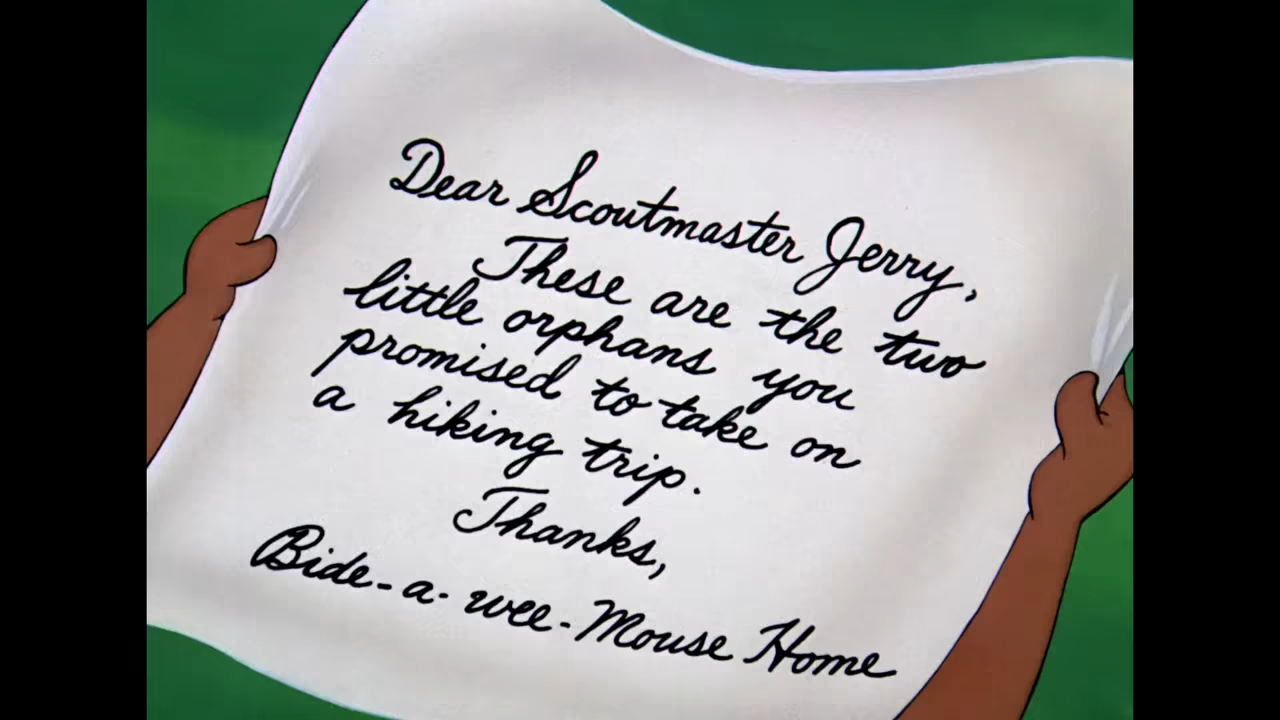 Dear Scoutmaster Jerry,
These are the two
little orphans you
promised to take on
a hiking trip.
Thanks,
Bide-a-wee-Mouse Home